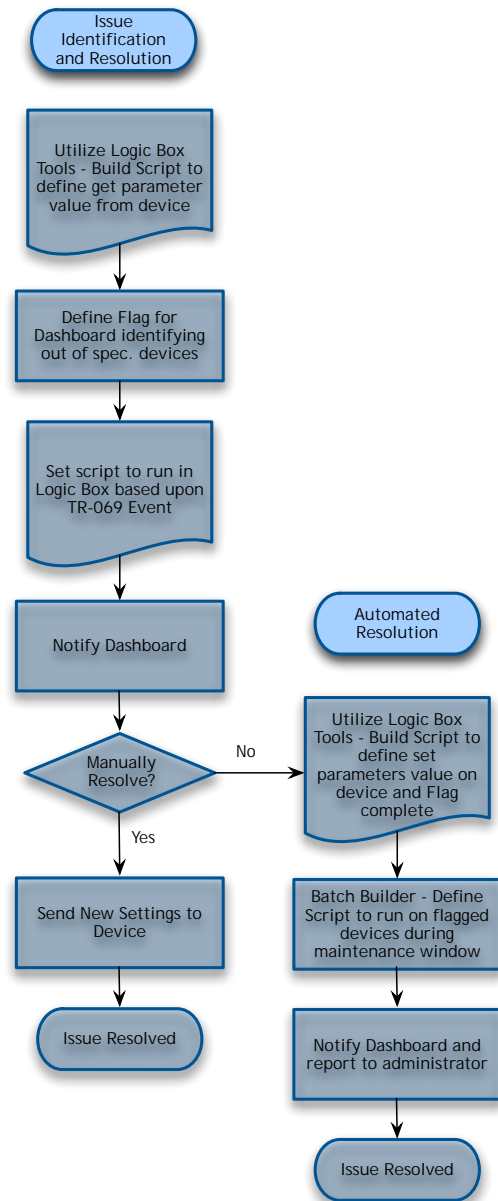 Issue
Identification
and Resolution
Utilize Logic Box
Tools - Build Script to
define get parameter
value from device
Define Flag for
Dashboard identifying
out of spec. devices
Set script to run in
Logic Box based upon
TR-069 Event
Notify Dashboard
Manually
Resolve?
No
Yes
Send New Settings to
Device
Issue Resolved
Automated
Resolution
Utilize Logic Box
Tools - Build Script to
define set
parameters value on
device and Flag
complete
Batch Builder - Define
Script to run on flagged
devices during
maintenance window
Notify Dashboard and
report to administrator
Issue Resolved